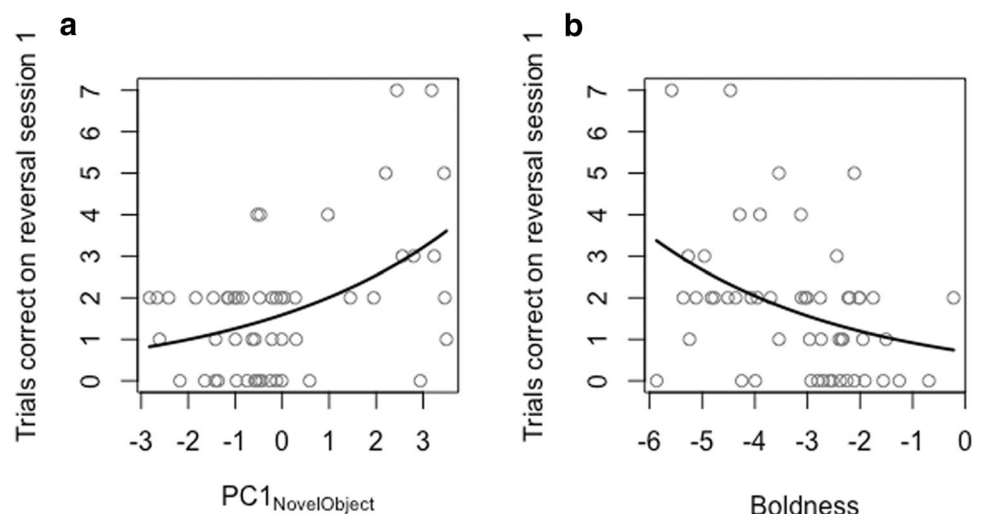 a
Trials correct on reversal session 1
7
6
5
4
3
2
1
0
-3 -2 -1 0 1 2 3
PC1NovelObject
b
Trials correct on reversal session 1
7
6
5
4
3
2
1
0
-6 -5 -4 -3 -2 -1 0
Boldness